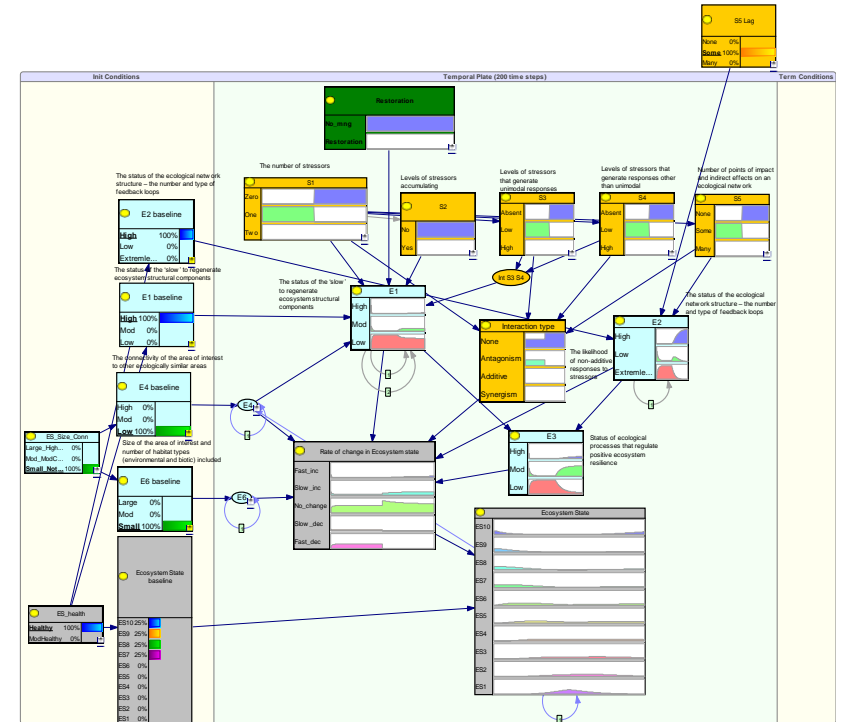 S5 Lag
None 0%
Some 100%
Many 0%
Init Conditions
Temporal Plate (200 time steps)
Term Conditions
Restoration
No_mng
Restoration
The number of stressors
S1
Zero
One
Two
Levels of stressors
accumulating
S2
No
Yes
Levels of stressors
that generate
unimodal responses
S3
Absent
Low
High
Levels of stressors that
generate responses other
than unimodal
S4
Absent
Low
High
Number of points of impact
and indirect effects on an
ecological network
S5
None
Some
Many
The status of the ecological network
structure – the number and type of
feedback loops
E2 baseline
High 100%
Low 0%
Extremle... 0%
The status of the 'slow' to regenerate
ecosystem structural components
E1 baseline
High 100%
Mod 0%
Low 0%
The connectivity of the area of interest
to other ecologically similar areas
E4 baseline
High 0%
Mod 0%
Low 100%
ES_Size_Conn
Large_High... 0%
Mod_ModC... 0%
Small_Not... 100%
Size of the area of interest and
number of habitat types
(environmental and biotic) included
E6 baseline
Large 0%
Mod 0%
Small 100%
Int S3 S4
The status of the 'slow'
to regenerate
ecosystem structural
components
E1
High
Mod
Low
Interaction type
None
Antagonism
Additive
Synergism
The likelihood
of non-additive
responses to
stressors
The status of the ecological
network structure – the number
and type of feedback loops
E2
High
Low
Extremle...
E4
E6
E3
High
Mod
Low
Status of ecological
processes that regulate
positive ecosystem
resilience
Rate of change in Ecosystem state
Fast_inc
Slow_inc
No_change
Slow_dec
Fast_dec
Ecosystem State
ES10
ES9
ES8
ES7
ES6
ES5
ES4
ES3
ES2
ES1
Ecosystem State
baseline
ES10 25%
ES9 25%
ES8 25%
ES7 25%
ES6 0%
ES5 0%
ES4 0%
ES3 0%
ES2 0%
ES1 0%
ES_health
Healthy 100%
ModHealthy 0%